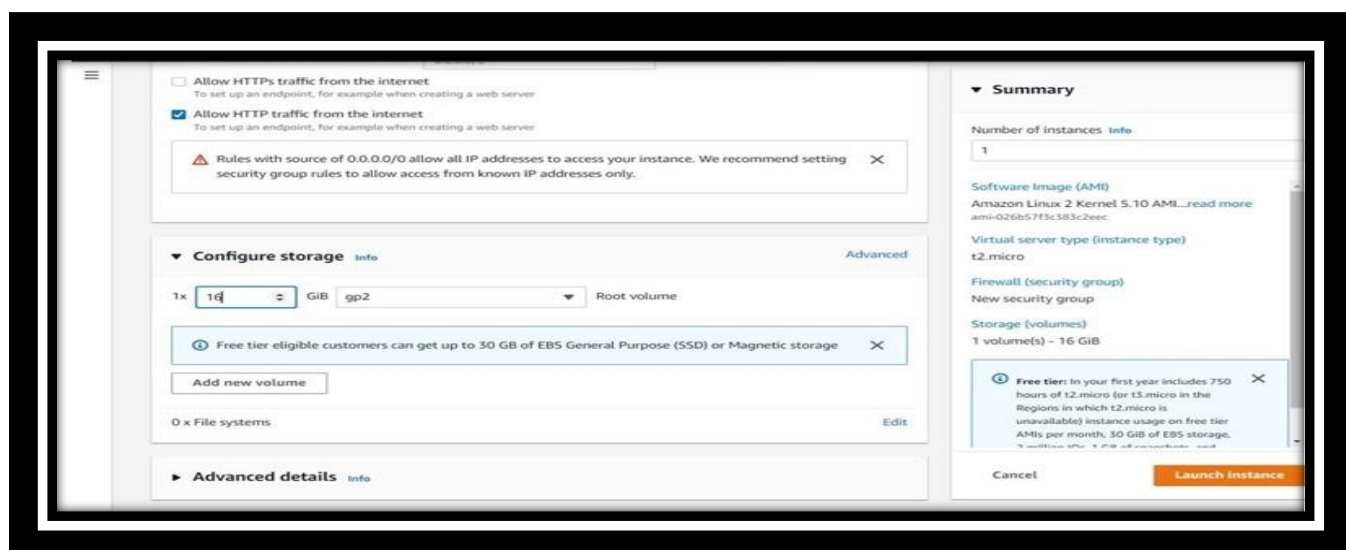 Allow HTTPs traffic from the internet
To set up an endpoint, for example when creating a web server
Allow HTTP traffic from the internet
To set up an endpoint, for example when creating a web server
Rules with source of 0.0.0.0/0 allow all IP addresses to access your instance. We recommend setting
security group rules to allow access from known IP addresses only.
Configure storage Info
Advanced
1x 16 GiB gp2 Root volume
Free tier eligible customers can get up to 30 GB of EBS General Purpose (SSD) or Magnetic storage
Add new volume
0 x File systems
Edit
Advanced details Info
Summary
Number of instances Info
1
Software Image (AMI)
Amazon Linux 2 Kernel 5.10 AMI...read more
ami-026b57f3c383c2eec
Virtual server type (instance type)
t2.micro
Firewall (security group)
New security group
Storage (volumes)
1 volume(s) - 16 GiB
Free tier: In your first year includes 750
hours of t2.micro (or t3.micro in the
Regions in which t2.micro is
unavailable) instance usage on free tier
AMIs per month, 30 GiB of EBS storage,
Cancel
Launch instance